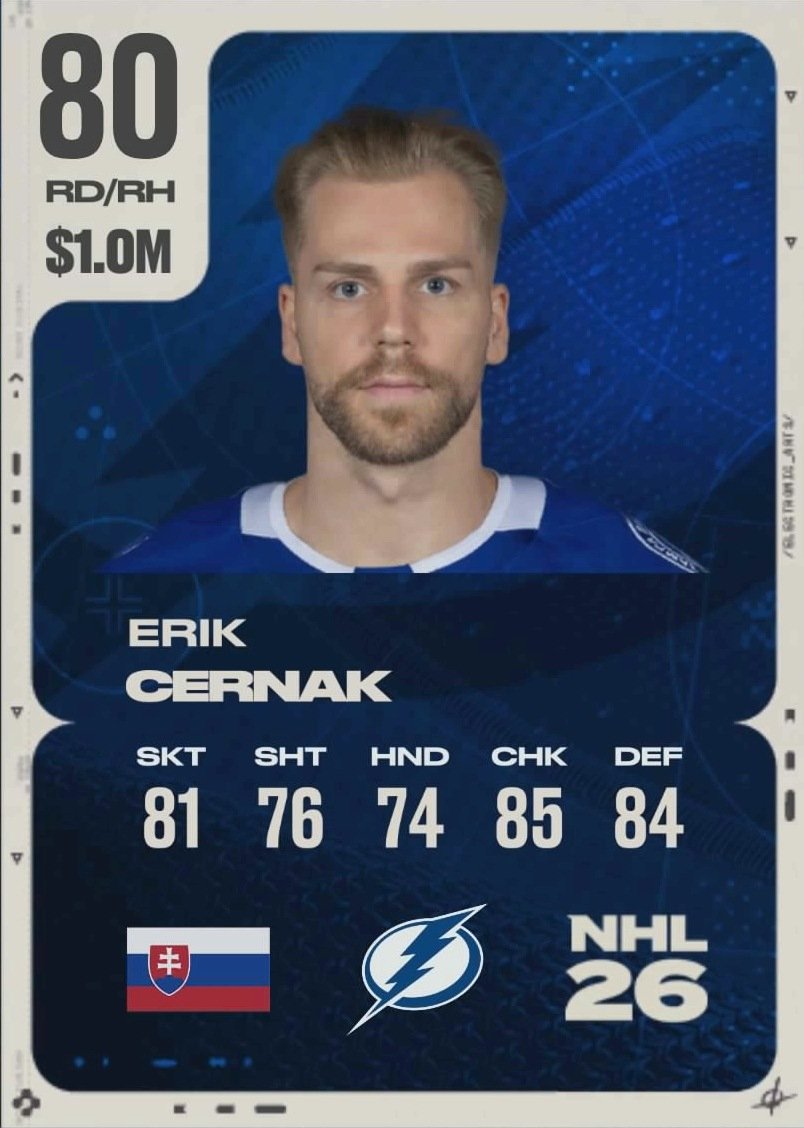 80
RD/RH
$1.0M
/ELECTRONIC_ARTS/
ERIK
CERNAK
SKT SHT HND CHK DEF
81 76 74 85 84
NHL
26